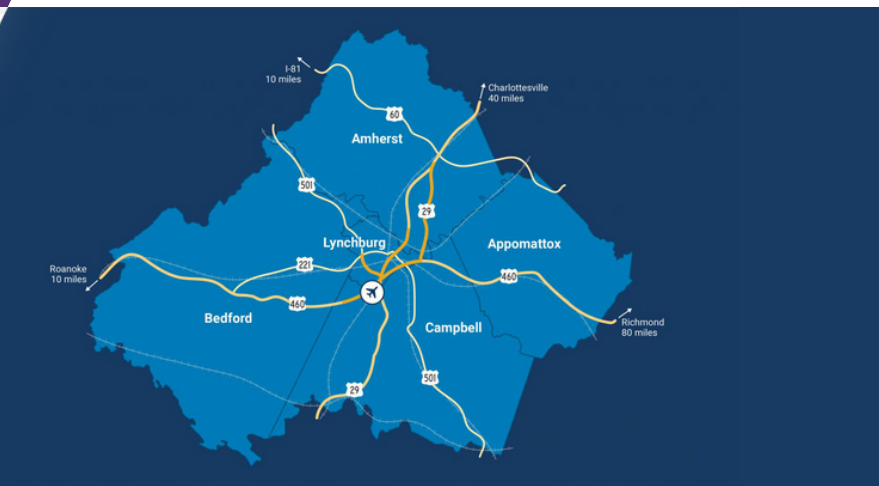 I-81
10 miles
Charlottesville
40 miles
60
Amherst
501
29
Lynchburg
Appomattox
221
Roanoke
10 miles
460
460
Bedford
Richmond
80 miles
Campbell
501
29